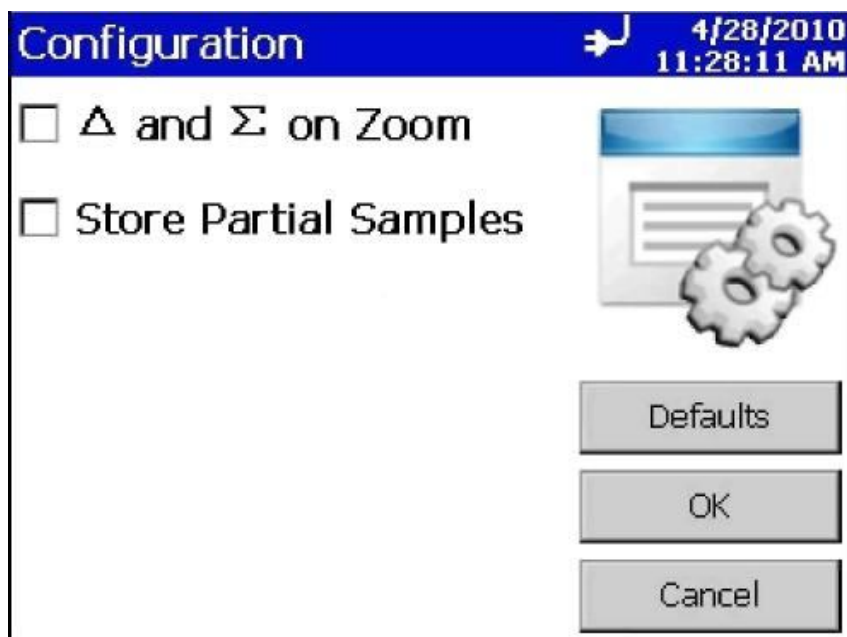 Configuration
4/28/2010
11:28:11 AM
Δ and Σ on Zoom
Store Partial Samples
Defaults
OK
Cancel